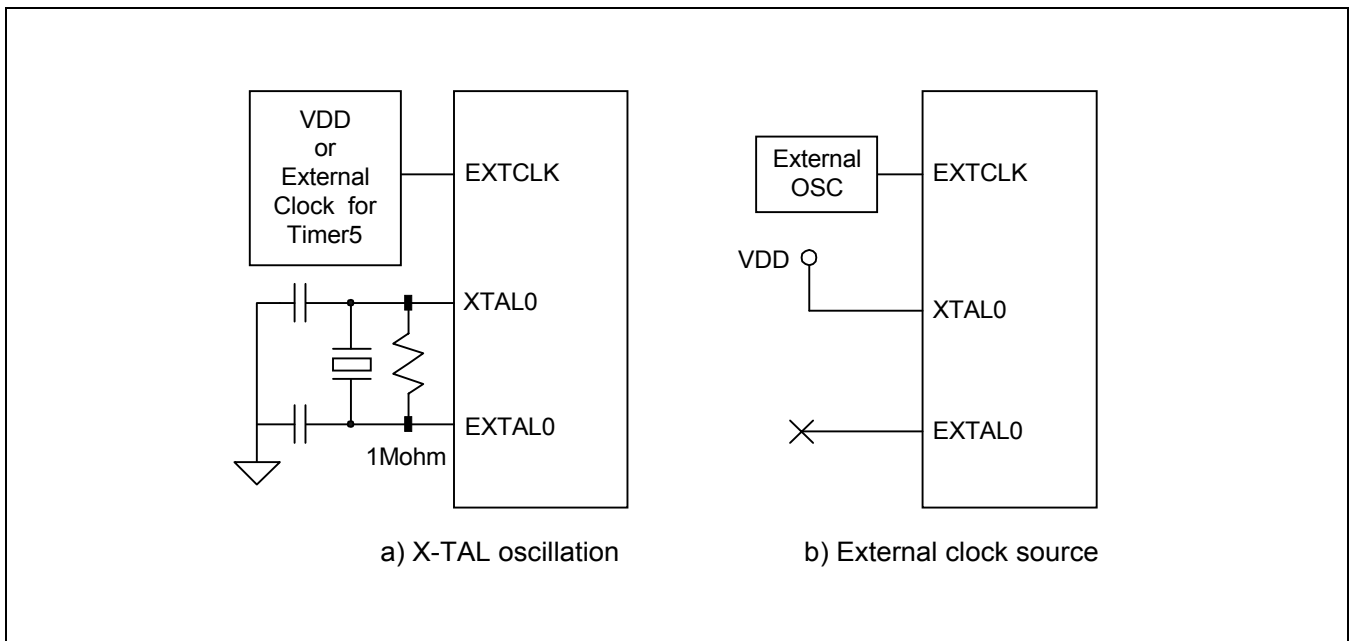 VDD
or
External
Clock for
Timer5
EXTCLK
XTAL0
EXTAL0
1Mohm
a) X-TAL oscillation
External
OSC
EXTCLK
VDD
XTAL0
EXTAL0
b) External clock source